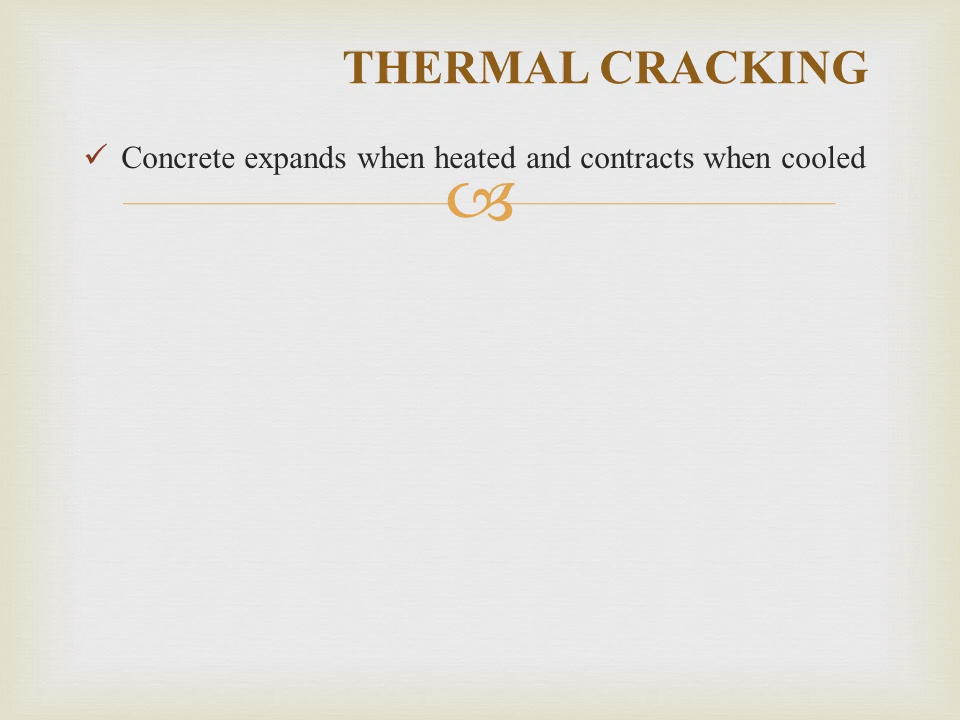 THERMAL CRACKING
✓ Concrete expands when heated and contracts when cooled